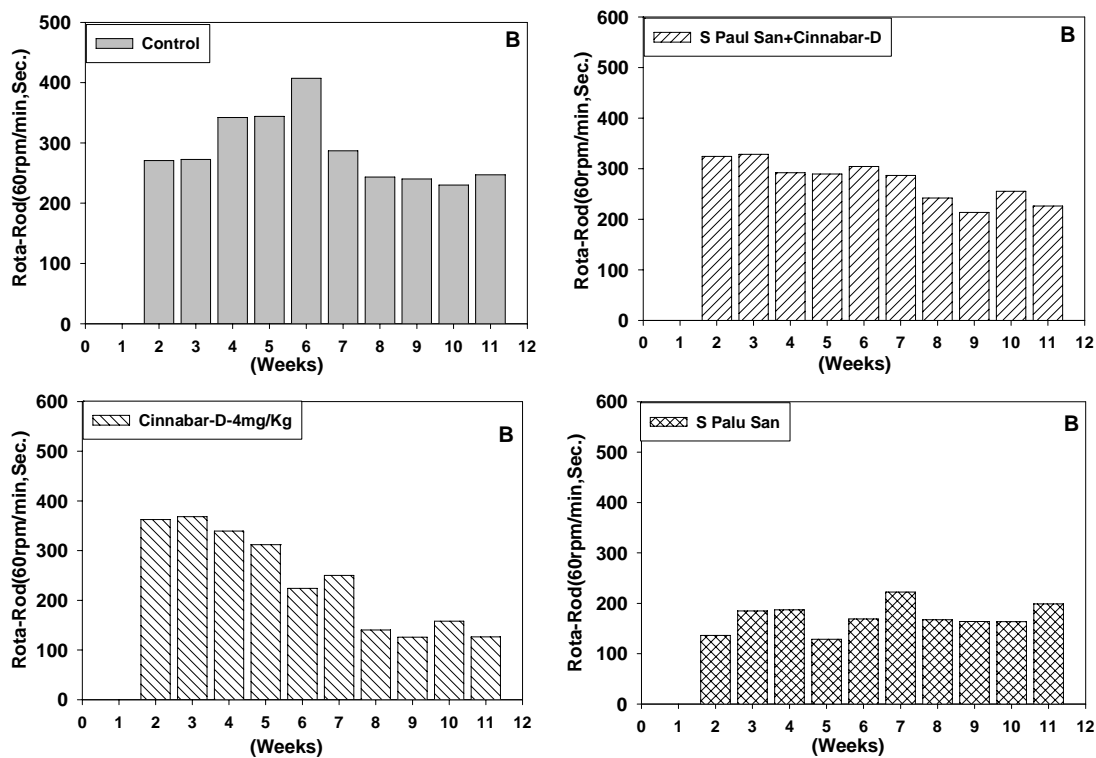 Control
B
Rota-Rod(60rpm/min,Sec.)
500
400
300
200
100
0
0 1 2 3 4 5 6 7 8 9 10 11 12
(Weeks)
S Paul San+Cinnabar-D
B
Rota-Rod(60rpm/min,Sec.)
600
500
400
300
200
100
0
0 1 2 3 4 5 6 7 8 9 10 11 12
(Weeks)
Cinnabar-D-4mg/Kg
B
Rota-Rod(60rpm/min,Sec.)
600
500
400
300
200
100
0
0 1 2 3 4 5 6 7 8 9 10 11 12
(Weeks)
S Palu San
B
Rota-Rod(60rpm/min,Sec.)
600
500
400
300
200
100
0
0 1 2 3 4 5 6 7 8 9 10 11 12
(Weeks)